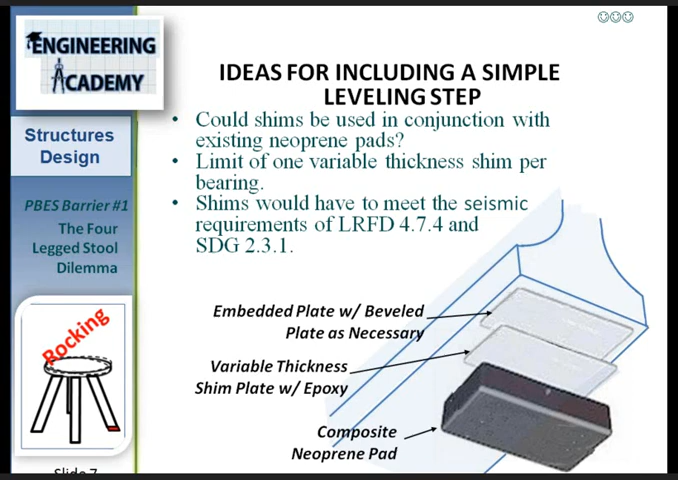 ENGINEERING
ACADEMY
Structures
Design
PBES Barrier #1
The Four
Legged Stool
Dilemma
Rocking
Slide 7
IDEAS FOR INCLUDING A SIMPLE
LEVELING STEP
• Could shims be used in conjunction with
existing neoprene pads?
• Limit of one variable thickness shim per
bearing.
• Shims would have to meet the seismic
requirements of LRFD 4.7.4 and
SDG 2.3.1.
Embedded Plate w/ Beveled
Plate as Necessary
Variable Thickness
Shim Plate w/ Epoxy
Composite
Neoprene Pad